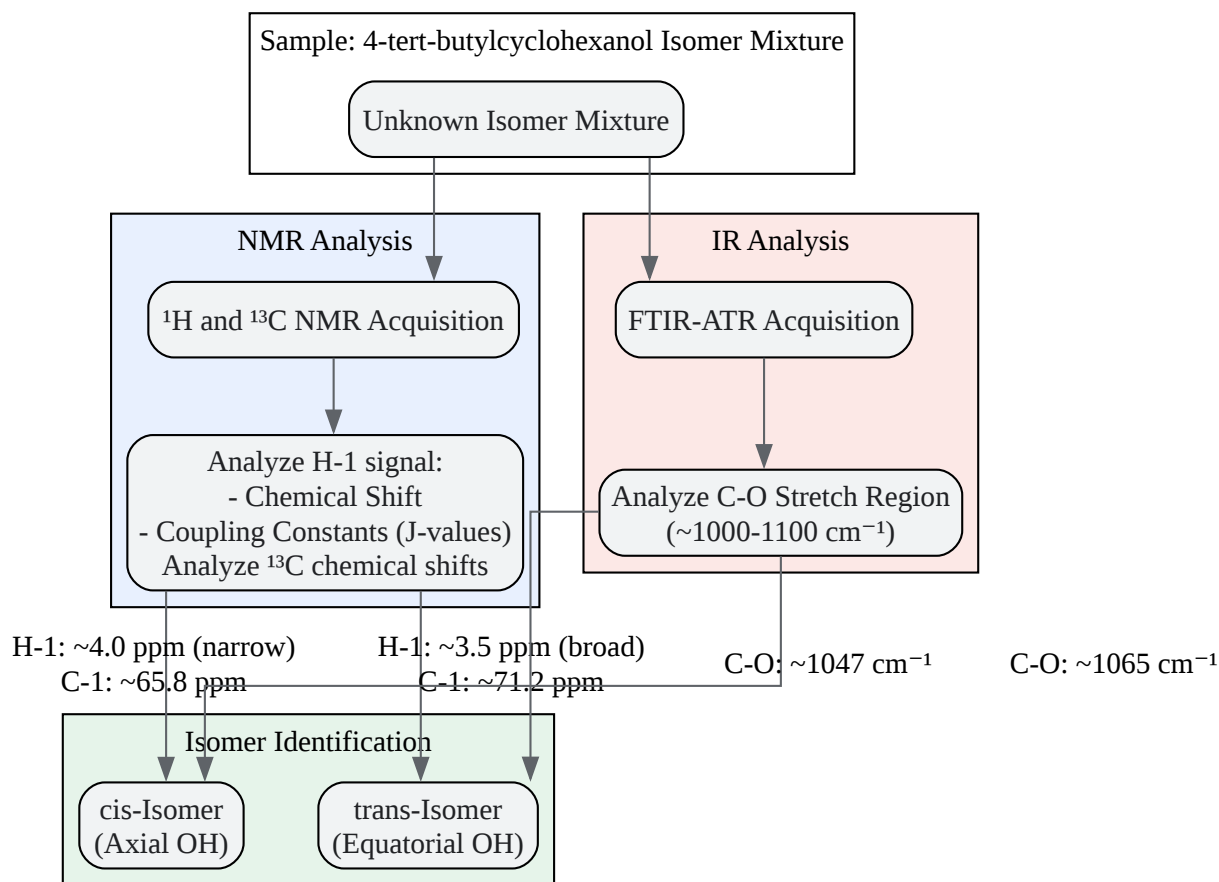 Sample: 4-tert-butylcyclohexanol Isomer Mixture
Unknown Isomer Mixture
NMR Analysis
IR Analysis
¹H and ¹³C NMR Acquisition
FTIR-ATR Acquisition
Analyze H-1 signal:
- Chemical Shift
- Coupling Constants (J-values)
Analyze ¹³C chemical shifts
Analyze C-O Stretch Region
(~1000-1100 cm⁻¹)
H-1: ~4.0 ppm (narrow)
C-1: ~65.8 ppm
H-1: ~3.5 ppm (broad)
C-1: ~71.2 ppm
C-O: ~1047 cm⁻¹
C-O: ~1065 cm⁻¹
Isomer Identification
cis-Isomer
(Axial OH)
trans-Isomer
(Equatorial OH)